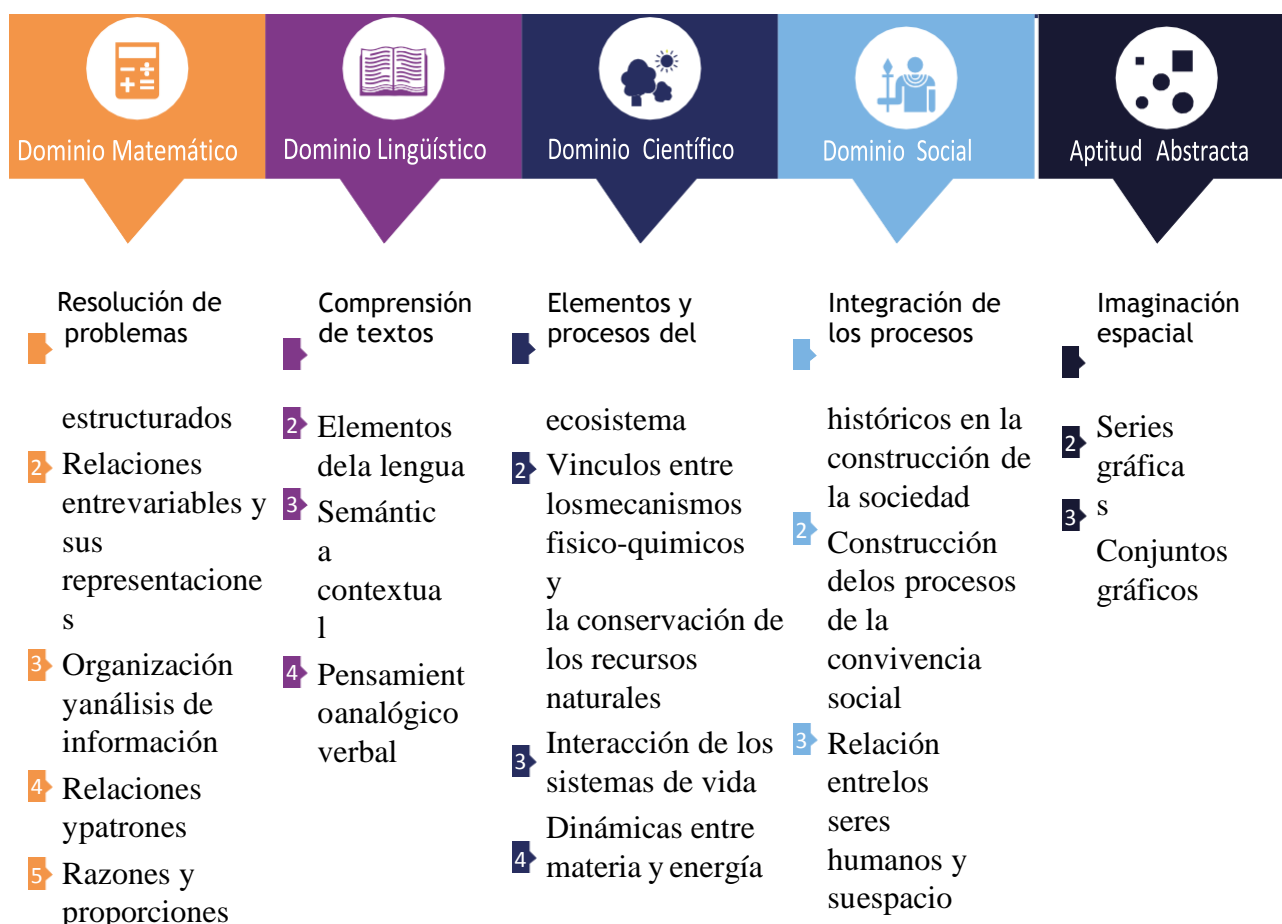 Dominio Matemático
Resolución de
problemas
estructurados
2 Relaciones
entrevariables y
sus
representacione
s
3 Organización
yanálisis de
información
4 Relaciones
ypatrones
5 Razones y
proporciones
Dominio Lingüístico
Comprensión
de textos
2 Elementos
dela lengua
3 Semántic
a
contextua
l
4 Pensamient
oanalógico
verbal
Dominio Científico
Elementos y
procesos del
ecosistema
2 Vinculos entre
losmecanismos
fisico-quimicos
y
la conservación de
los recursos
naturales
3 Interacción de los
sistemas de vida
4 Dinámicas entre
materia y energía
Dominio Social
Integración de
los procesos
históricos en la
construcción de
la sociedad
2 Construcción
delos procesos
de la
convivencia
social
3 Relación
entrelos
seres
humanos y
suespacio
Aptitud Abstracta
Imaginación
espacial
2 Series
gráfica
3 s
Conjuntos
gráficos